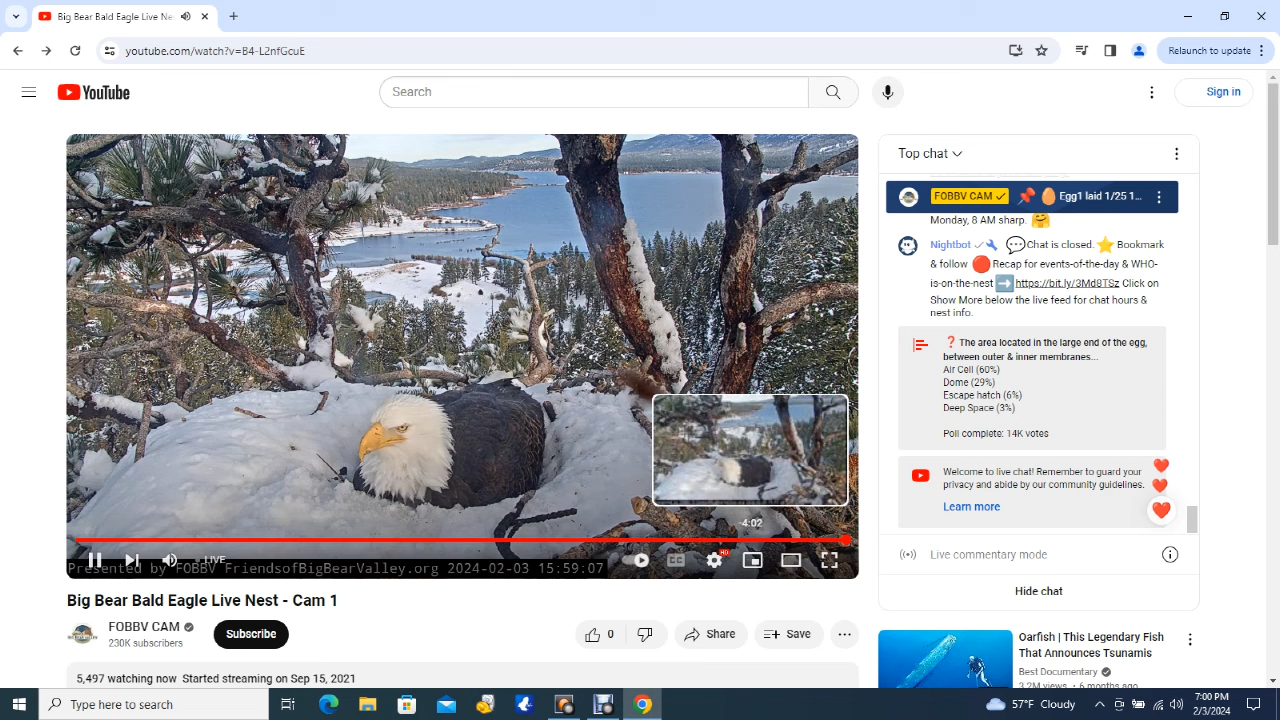 Big Bear Bald Eagle Live Ne
youtube.com/watch?v=B4-L2nfGcuE
Relaunch to update
YouTube
Search
Sign in
Top chat
FOBBV CAM 📌 🥚 Egg1 laid 1/25 1...
Monday, 8 AM sharp. 🤗
Nightbot 💬Chat is closed. ⭐ Bookmark
& follow 🔴 Recap for events-of-the-day & WHO-
is-on-the-nest ➡️ https://bit.ly/3Md8TSz Click on
Show More below the live feed for chat hours &
nest info.
❓The area located in the large end of the egg,
between outer & inner membranes...
Air Cell (60%)
Dome (29%)
Escape hatch (6%)
Deep Space (3%)
Poll complete: 14K votes
Welcome to live chat! Remember to guard your
privacy and abide by our community guidelines.
Learn more
Live commentary mode
Hide chat
4:02
LIVE
CC
HD
Presented by FOBBV FriendsofBigBearValley.org 2024-02-03 15:59:07
Big Bear Bald Eagle Live Nest - Cam 1
FOBBV CAM
230K subscribers
Subscribe
0
Share
Save
5,497 watching now Started streaming on Sep 15, 2021
Oarfish | This Legendary Fish
That Announces Tsunamis
Best Documentary
3.2M views • 6 months ago
Type here to search
57°F Cloudy
7:00 PM
2/3/2024